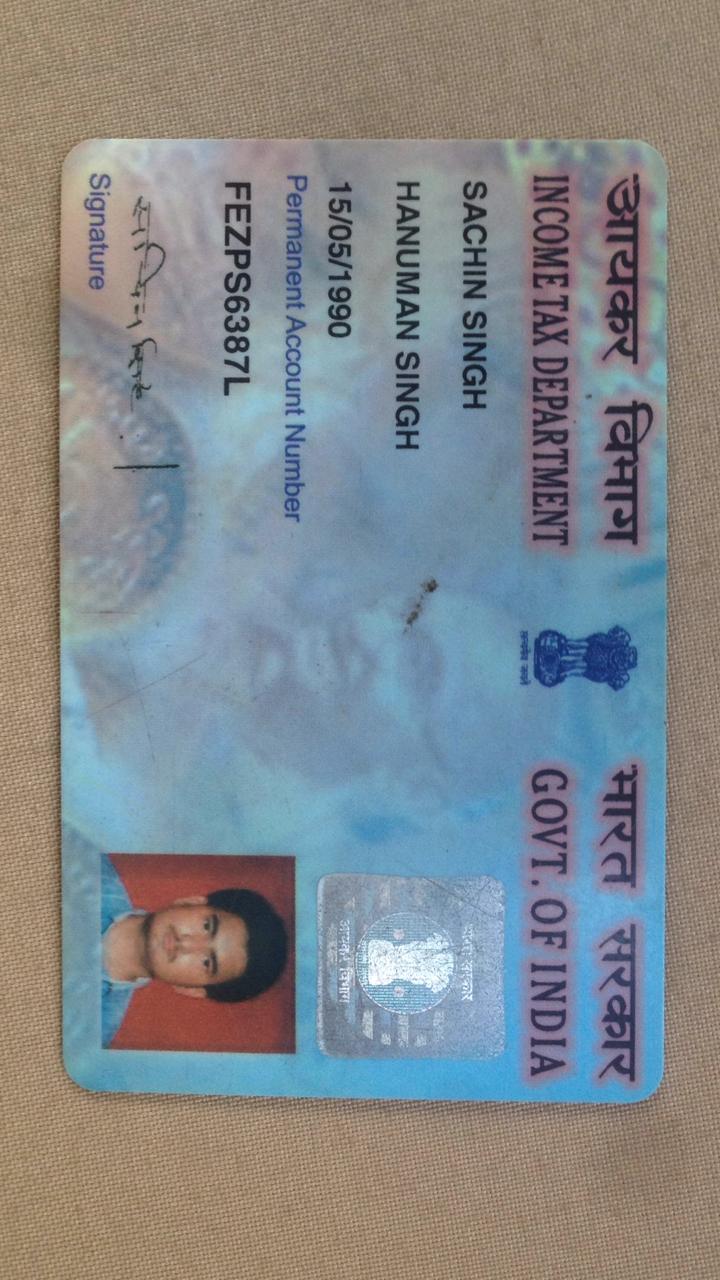 आयकर विभाग
INCOME TAX DEPARTMENT
भारत सरकार
GOVT. OF INDIA
सत्यमेव जयते
SACHIN SINGH
HANUMAN SINGH
15/05/1990
Permanent Account Number
FEZPS6387L
Signature
आयकर विभाग